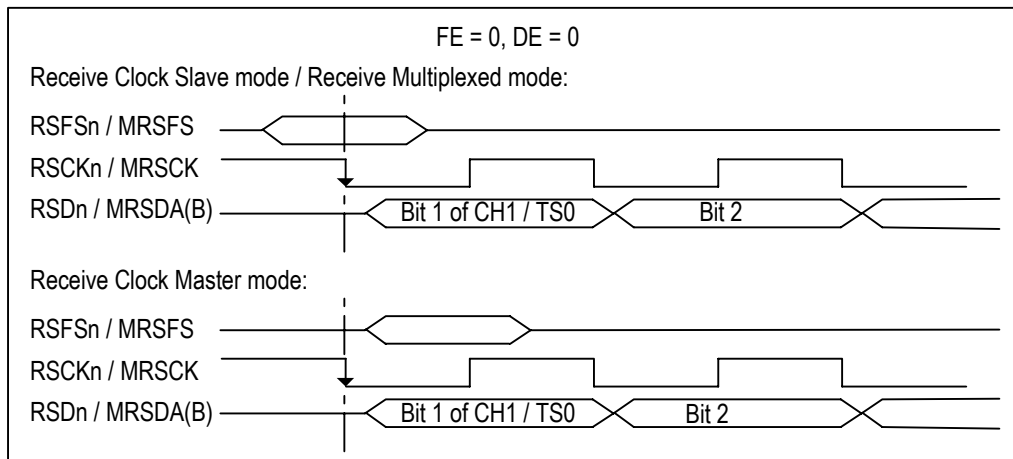 FE = 0, DE = 0
Receive Clock Slave mode / Receive Multiplexed mode:
RSFSn / MRSFS
RSCKn / MRSCK
RSDn / MRSDA(B)
Bit 1 of CH1 / TS0
Bit 2
Receive Clock Master mode:
RSFSn / MRSFS
RSCKn / MRSCK
RSDn / MRSDA(B)
Bit 1 of CH1 / TS0
Bit 2